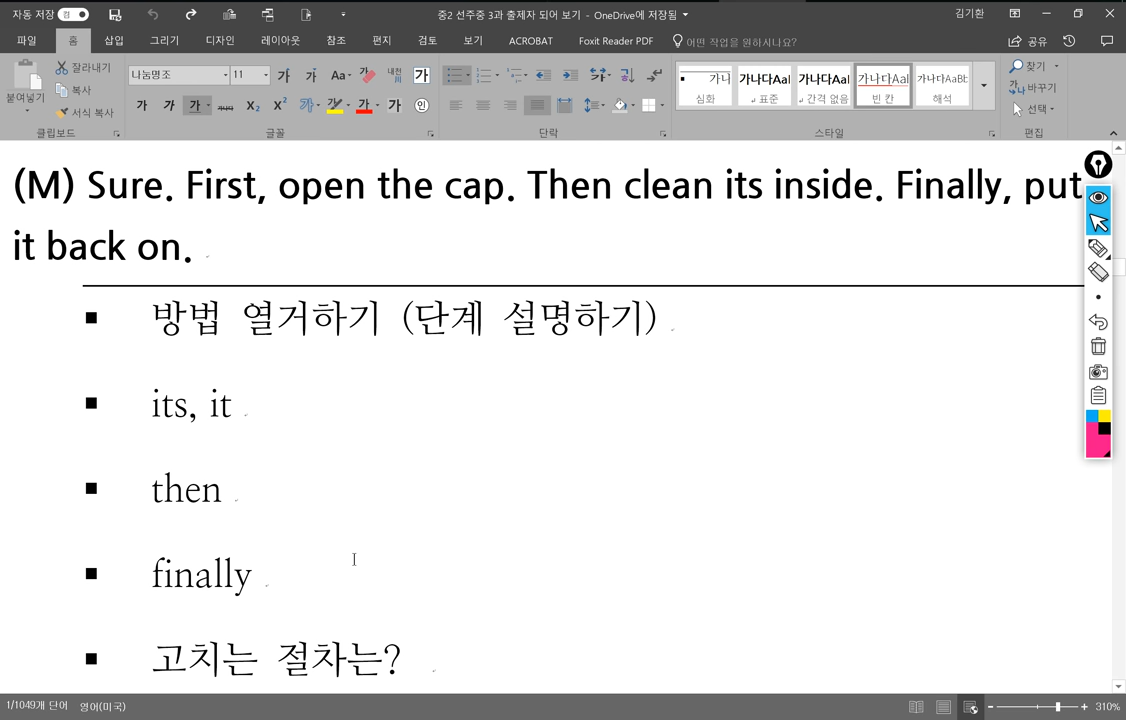 자동 저장 컴 중2 선주중 3과 출제자 되어 보기 - OneDrive에 저장됨 김기환
파일 홈 삽입 그리기 디자인 레이아웃 참조 편지 검토 보기 ACROBAT Foxit Reader PDF 어떤 작업을 원하시나요? 공유
붙여넣기 잘라내기 복사 서식 복사
나눔명조 11
가나 심화 가나다AaI 표준 가나다AaI 간격 없음 가나다AaI 빈 칸 가나다AaBb 해석
찾기 바꾸기 선택
클립보드 글꼴 단락 스타일 편집
(M) Sure. First, open the cap. Then clean its inside. Finally, put
it back on.
▪ 방법 열거하기 (단계 설명하기)
▪ its, it
▪ then
▪ finally
▪ 고치는 절차는?
1/1049개 단어 영어(미국) 310%